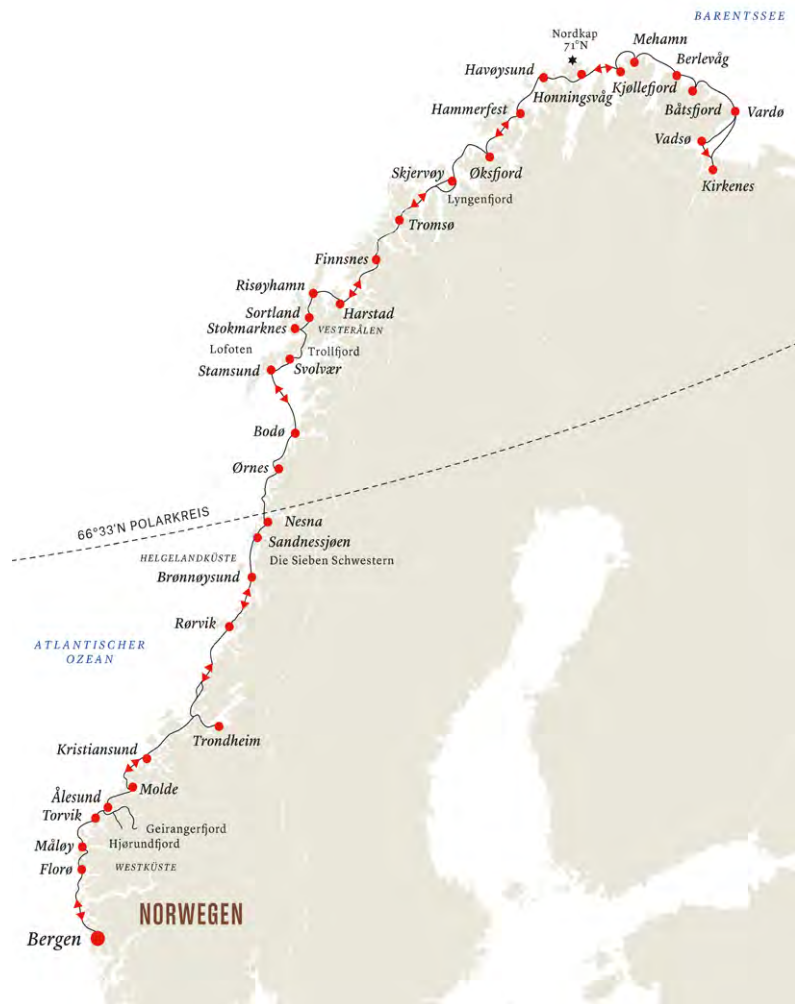 BARENTSSEE
Nordkap
71°N
Mehamn
Berlevåg
Havøysund
Kjøllefjord
Honningsvåg
Båtsfjord
Vardø
Hammerfest
Vadsø
Skjervøy
Øksfjord
Kirkenes
Lyngenfjord
Tromsø
Finnsnes
Risøyhamn
Sortland
Harstad
Stokmarknes
VESTERÅLEN
Lofoten
Trollfjord
Stamsund
Svolvær
Bodø
Ørnes
66°33'N POLARKREIS
Nesna
Sandnessjøen
HELGELANDKÜSTE
Die Sieben Schwestern
Brønnøysund
Rørvik
ATLANTISCHER
OZEAN
Trondheim
Kristiansund
Molde
Ålesund
Torvik
Geirangerfjord
Hjørundfjord
Måløy
Florø
WESTKÜSTE
NORWEGEN
Bergen